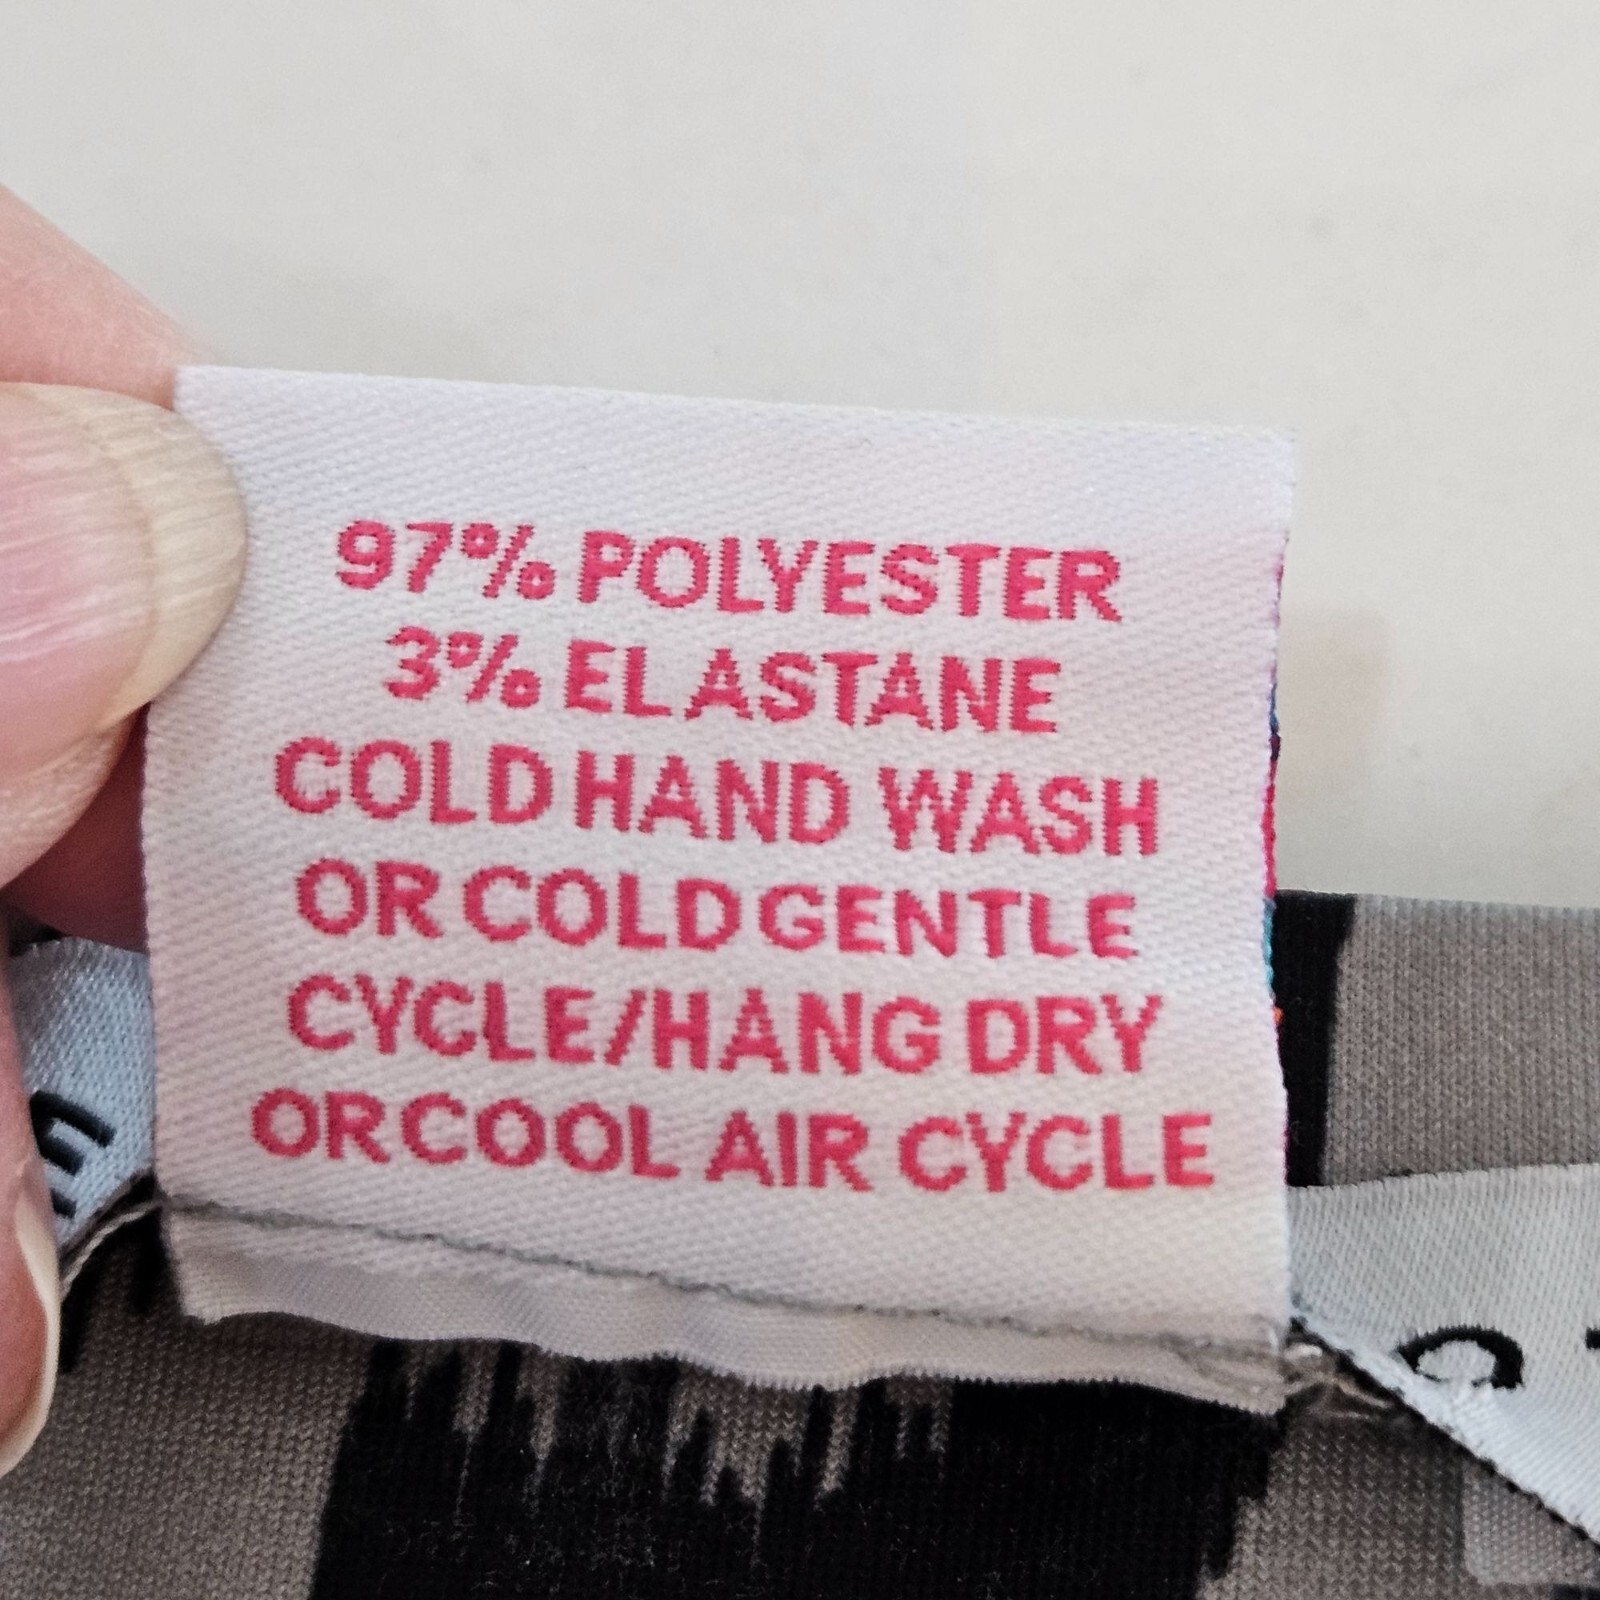 97% POLYESTER
3% ELASTANE
COLD HAND WASH
OR COLD GENTLE
CYCLE/HANG DRY
OR COOL AIR CYCLE